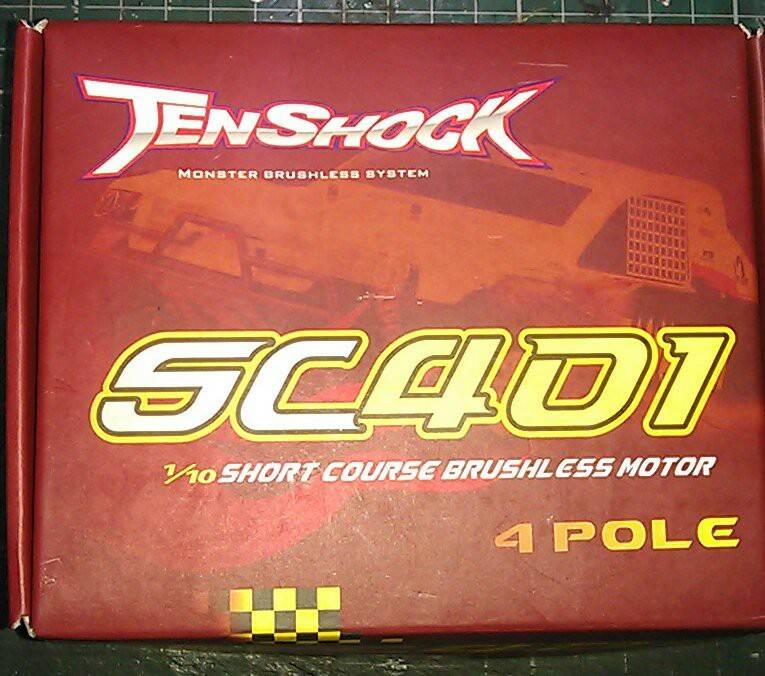 TENSHOCK
MONSTER BRUSHLESS SYSTEM
SC401
1/10 SHORT COURSE BRUSHLESS MOTOR
4 POLE